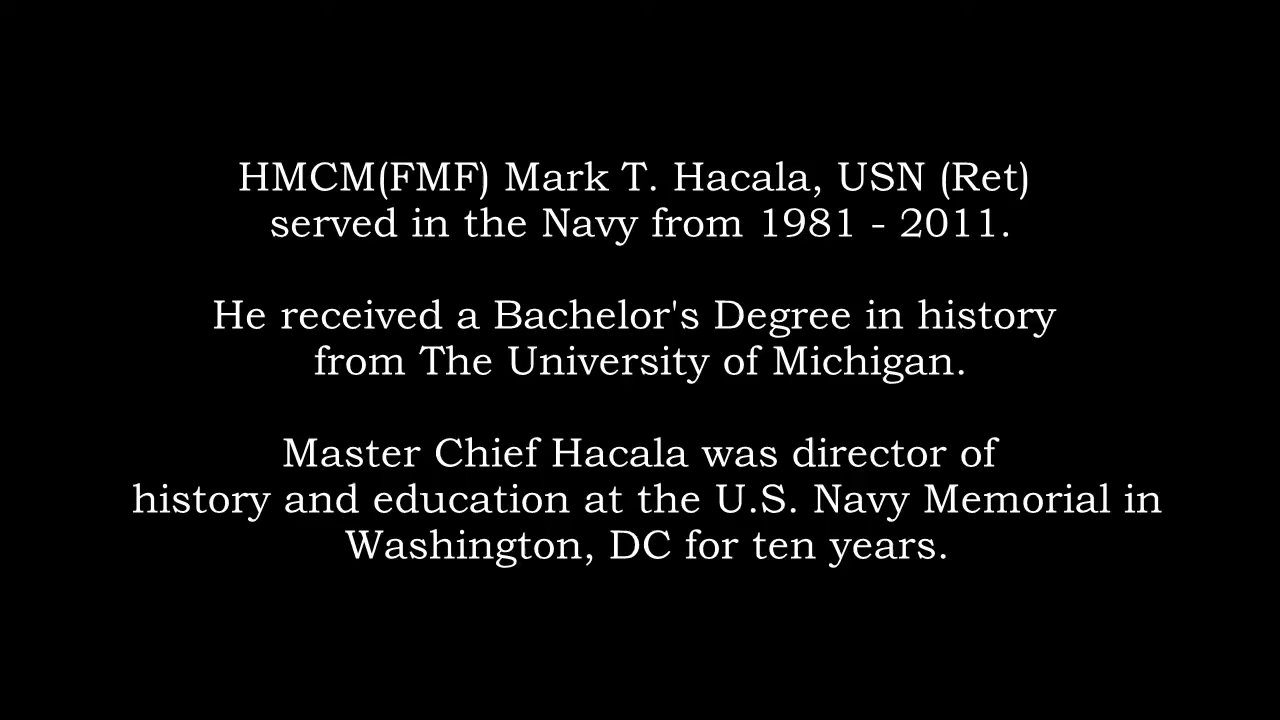 HMCM(FMF) Mark T. Hacala, USN (Ret)
served in the Navy from 1981 - 2011.
He received a Bachelor's Degree in history
from The University of Michigan.
Master Chief Hacala was director of
history and education at the U.S. Navy Memorial in
Washington, DC for ten years.